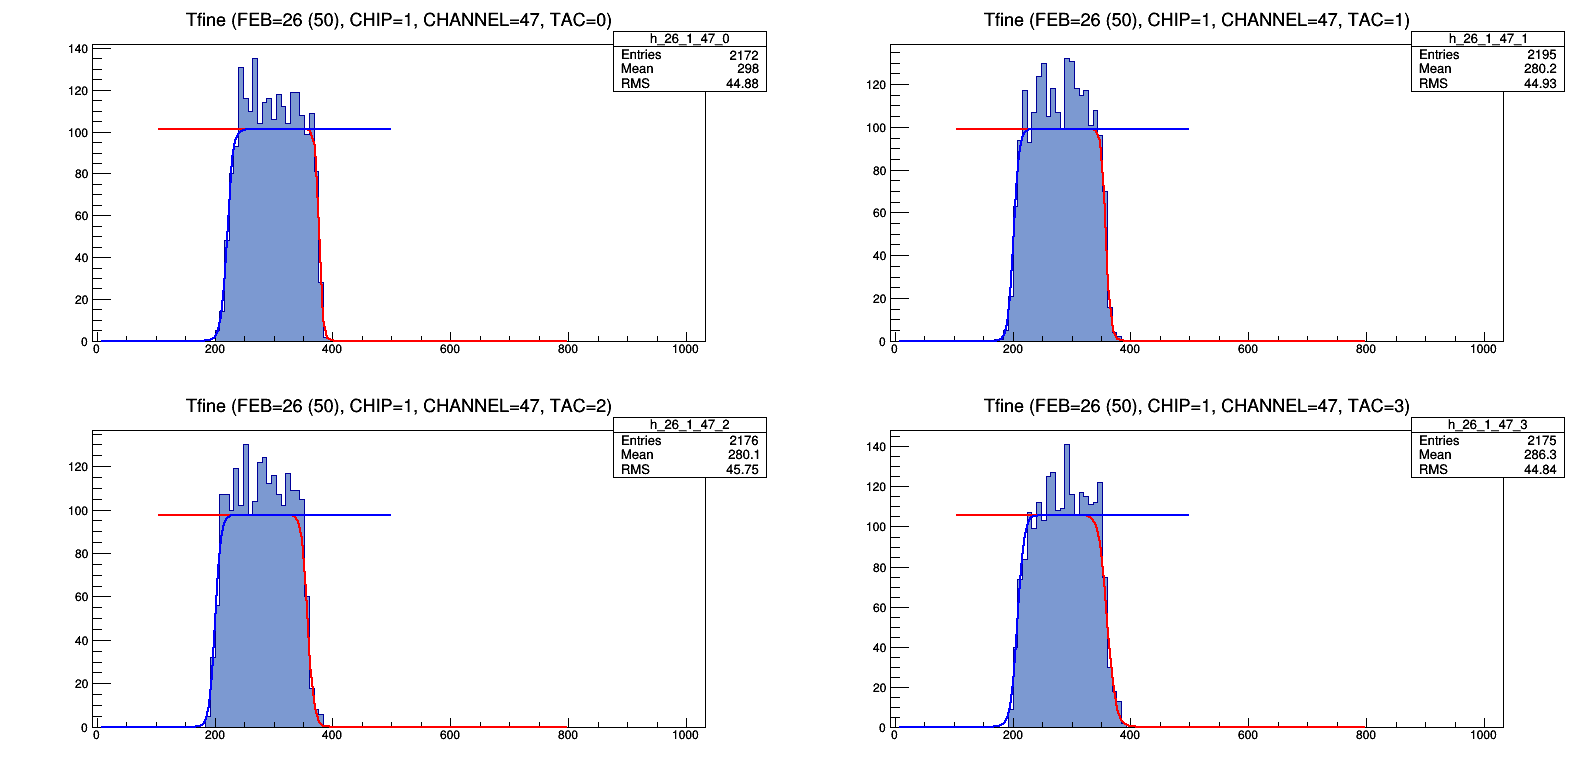 Tfine (FEB=26 (50), CHIP=1, CHANNEL=47, TAC=0)
h_26_1_47_0
Entries 2172
Mean 298
RMS 44.88
140
120
100
80
60
40
20
0
0 200 400 600 800 1000
Tfine (FEB=26 (50), CHIP=1, CHANNEL=47, TAC=1)
h_26_1_47_1
Entries 2195
Mean 280.2
RMS 44.93
120
100
80
60
40
20
0
0 200 400 600 800 1000
Tfine (FEB=26 (50), CHIP=1, CHANNEL=47, TAC=2)
h_26_1_47_2
Entries 2176
Mean 280.1
RMS 45.75
120
100
80
60
40
20
0
0 200 400 600 800 1000
Tfine (FEB=26 (50), CHIP=1, CHANNEL=47, TAC=3)
h_26_1_47_3
Entries 2175
Mean 286.3
RMS 44.84
140
120
100
80
60
40
20
0
0 200 400 600 800 1000